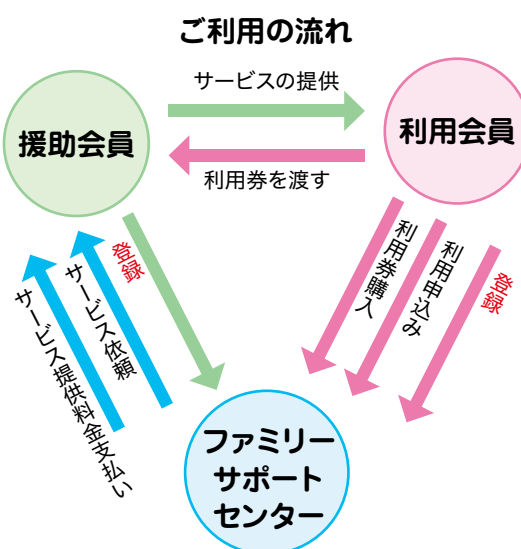 ご利用の流れ
サービスの提供
援助会員
利用会員
利用券を渡す
登録
サービス依頼
サービス提供料金支払い
利用券購入
利用申込み
登録
ファミリー
サポート
センター